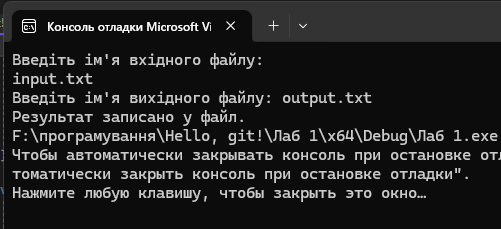 Консоль отладки Microsoft Vi
Введіть ім'я вхідного файлу:
input.txt
Введіть ім'я вихідного файлу: output.txt
Результат записано у файл.
F:\програмування\Hello, git!\Лаб 1\x64\Debug\Лаб 1.exe
Чтобы автоматически закрывать консоль при остановке отл
томатически закрыть консоль при остановке отладки".
Нажмите любую клавишу, чтобы закрыть это окно…